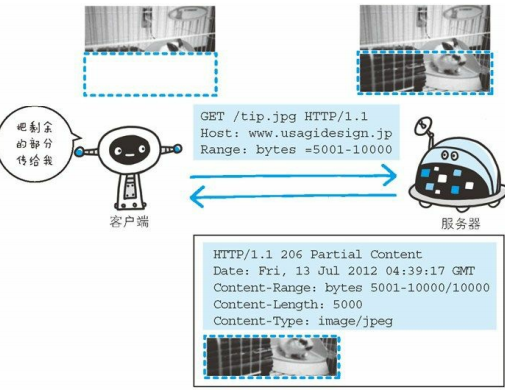 GET /tip.jpg HTTP/1.1
Host: www.usagidesign.jp
Range: bytes =5001-10000
把剩余
的部分
传给我
客户端
服务器
HTTP/1.1 206 Partial Content
Date: Fri, 13 Jul 2012 04:39:17 GMT
Content-Range: bytes 5001-10000/10000
Content-Length: 5000
Content-Type: image/jpeg